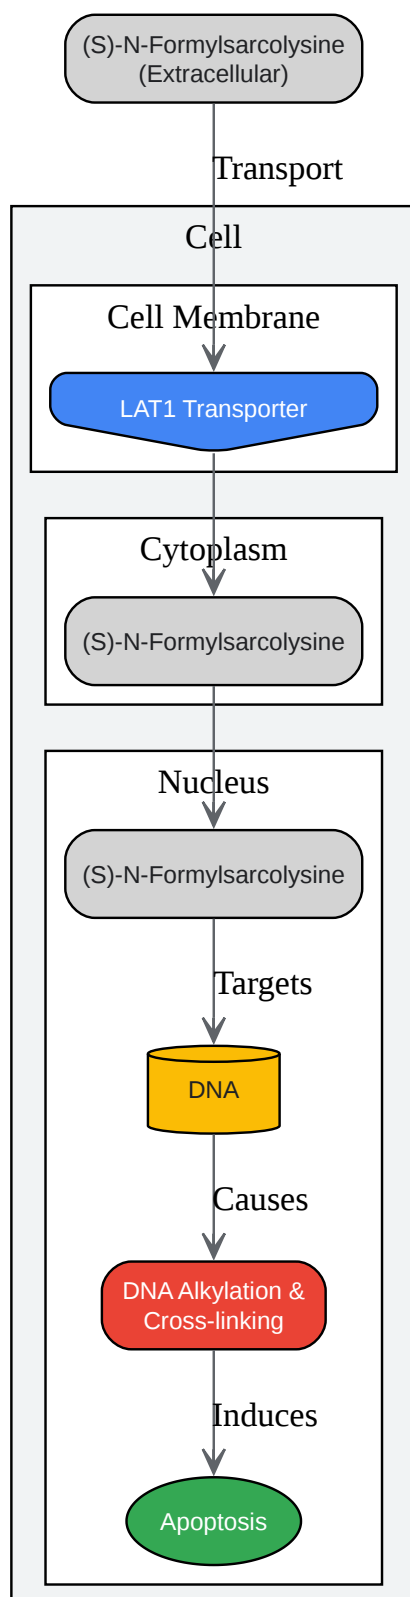 (S)-N-Formylsarcolysine
(Extracellular)
Transport
Cell
Cell Membrane
LAT1 Transporter
Cytoplasm
(S)-N-Formylsarcolysine
Nucleus
(S)-N-Formylsarcolysine
Targets
DNA
Causes
DNA Alkylation &
Cross-linking
Induces
Apoptosis